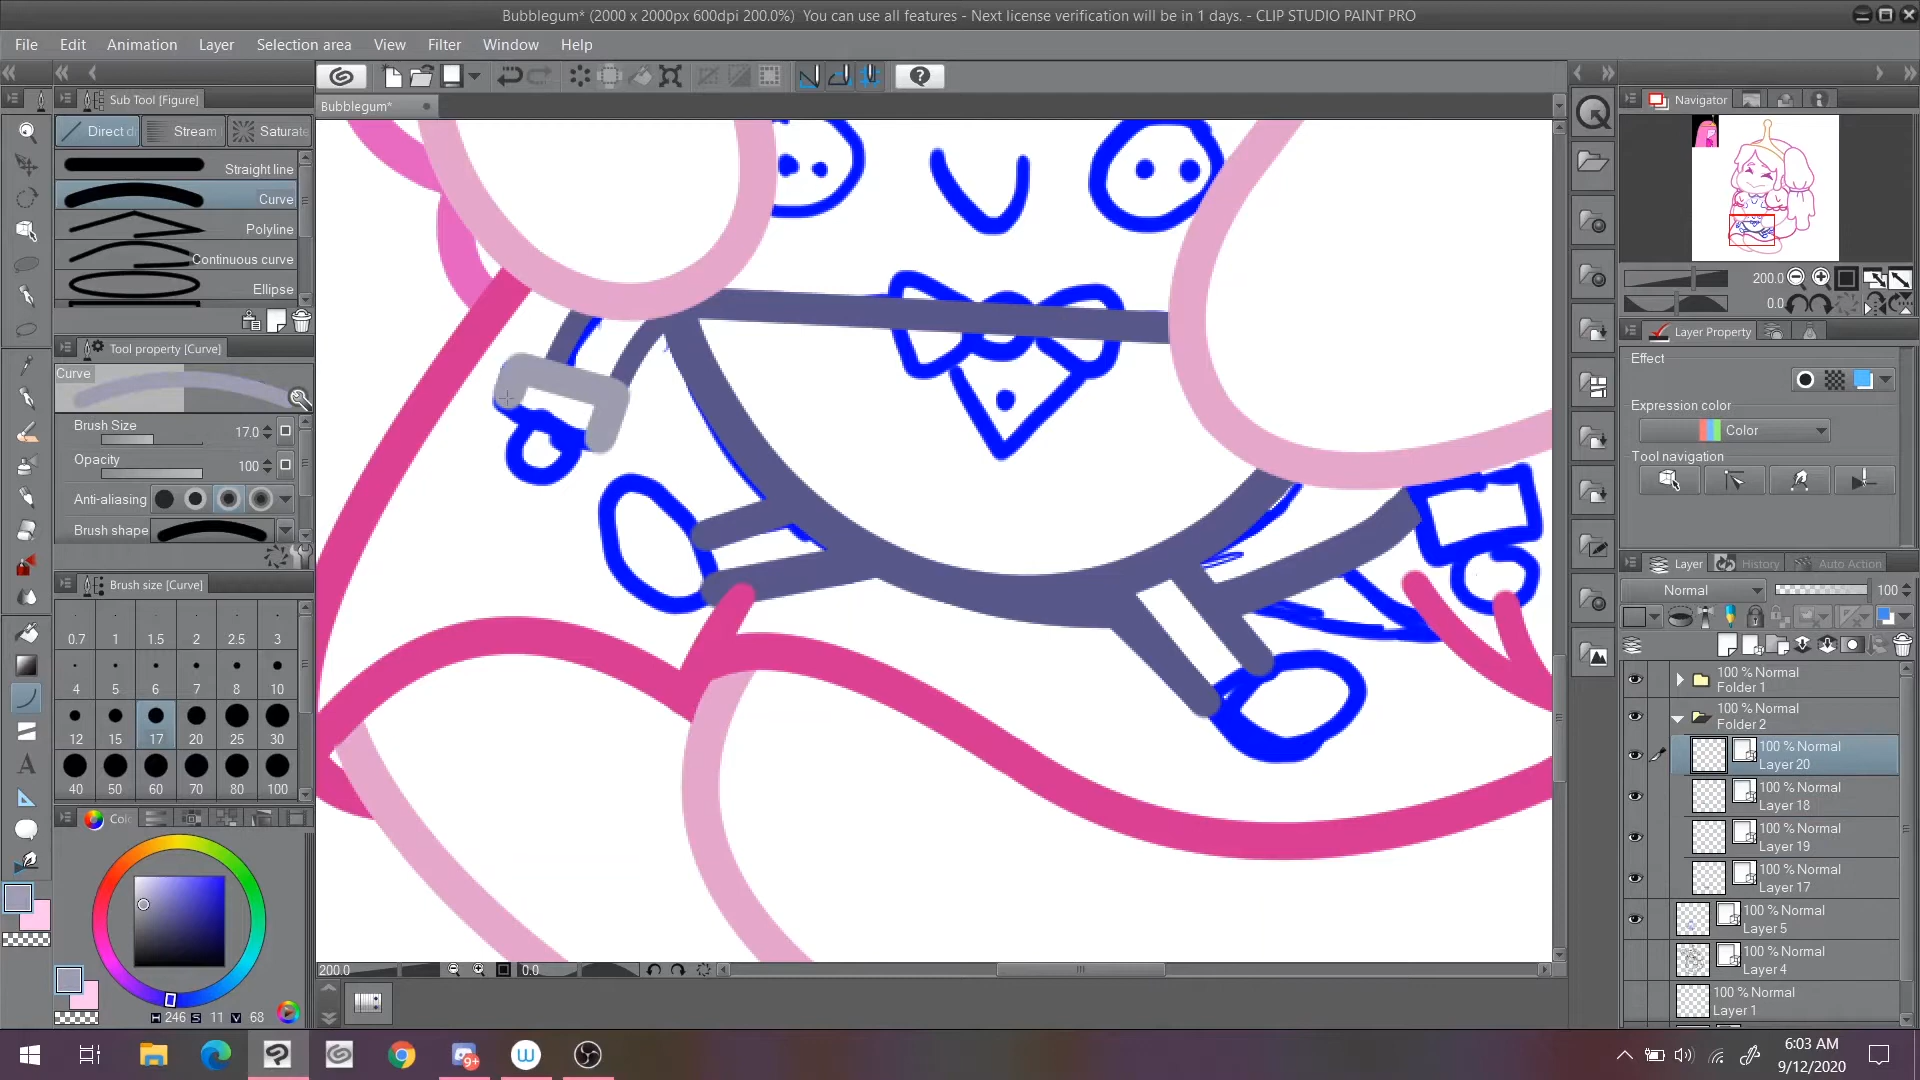 Bubblegum* (2000 x 2000px 600dpi 200.0%)  You can use all features - Next license verification will be in 1 days. - CLIP STUDIO PAINT PRO
File Edit Animation Layer Selection area View Filter Window Help
Sub Tool [Figure]
Bubblegum*
Navigator
Direct d
Stream
Saturate
Straight line
Curve
Polyline
Continuous curve
Ellipse
200.0
0.0
Tool property [Curve]
Layer Property
Curve
Effect
Brush Size 17.0
Expression color
Color
Opacity 100
Tool navigation
Anti-aliasing
Brush shape
Brush size [Curve]
Layer History Auto Action
Normal 100
0.7 1 1.5 2 2.5 3
4 5 6 7 8 10
12 15 17 20 25 30
40 50 60 70 80 100
100 % Normal
Folder 1
100 % Normal
Folder 2
100 % Normal
Layer 20
100 % Normal
Layer 18
100 % Normal
Layer 19
100 % Normal
Layer 17
100 % Normal
Layer 5
100 % Normal
Layer 4
100 % Normal
Layer 1
Colo
H 246 S 11 V 68
200.0 0.0
9+
W
6:03 AM
9/12/2020